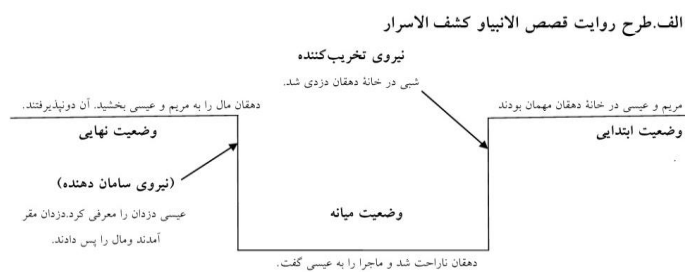 الف.طرح روایت قصص الانبیاو کشف الاسرار
نیروی تخریب‌کننده
شبی در خانهٔ دهقان دزدی شد.
مریم و عیسی در خانهٔ دهقان مهمان بودند
دهقان مال را به مریم و عیسی بخشید. آن دونپذیرفتند.
وضعیت ابتدایی
وضعیت نهایی
(نیروی سامان دهنده)
عیسی دزدان را معرفی کرد.دزدان مقر
آمدند ومال را پس دادند.
وضعیت میانه
دهقان ناراحت شد و ماجرا را به عیسی گفت.